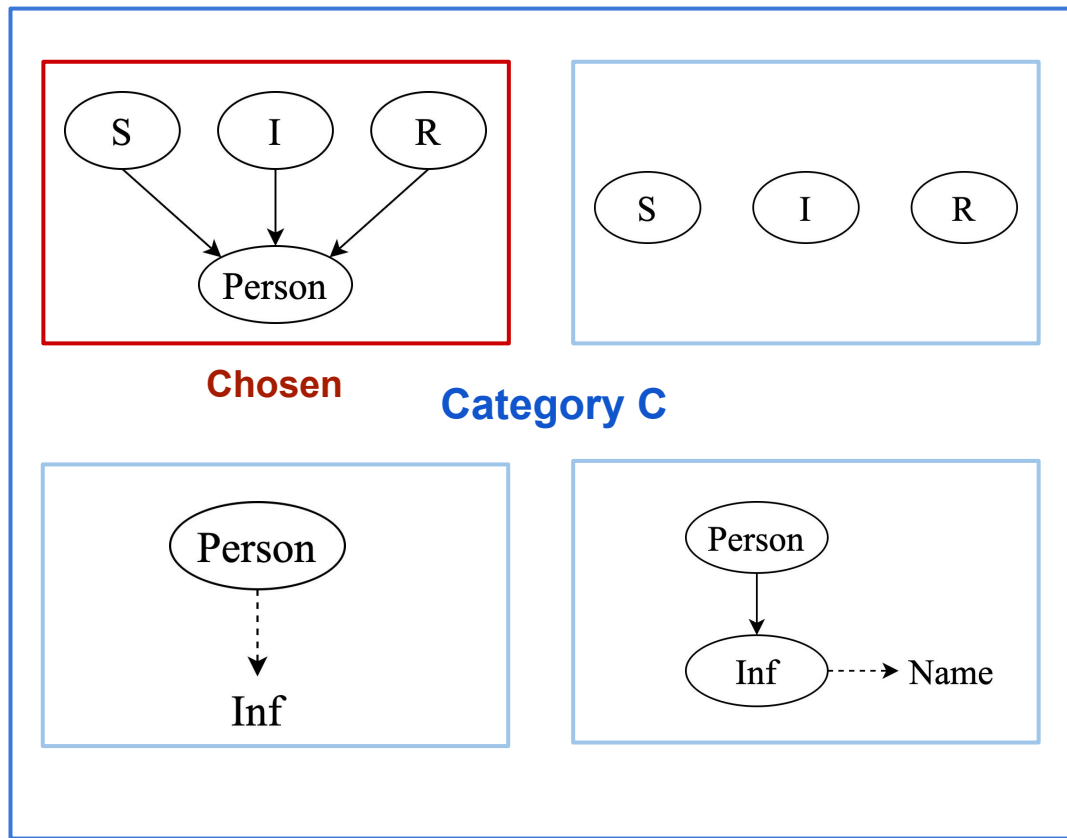 S I R
Person
S I R
Chosen
Category C
Person
Inf
Person
Inf Name